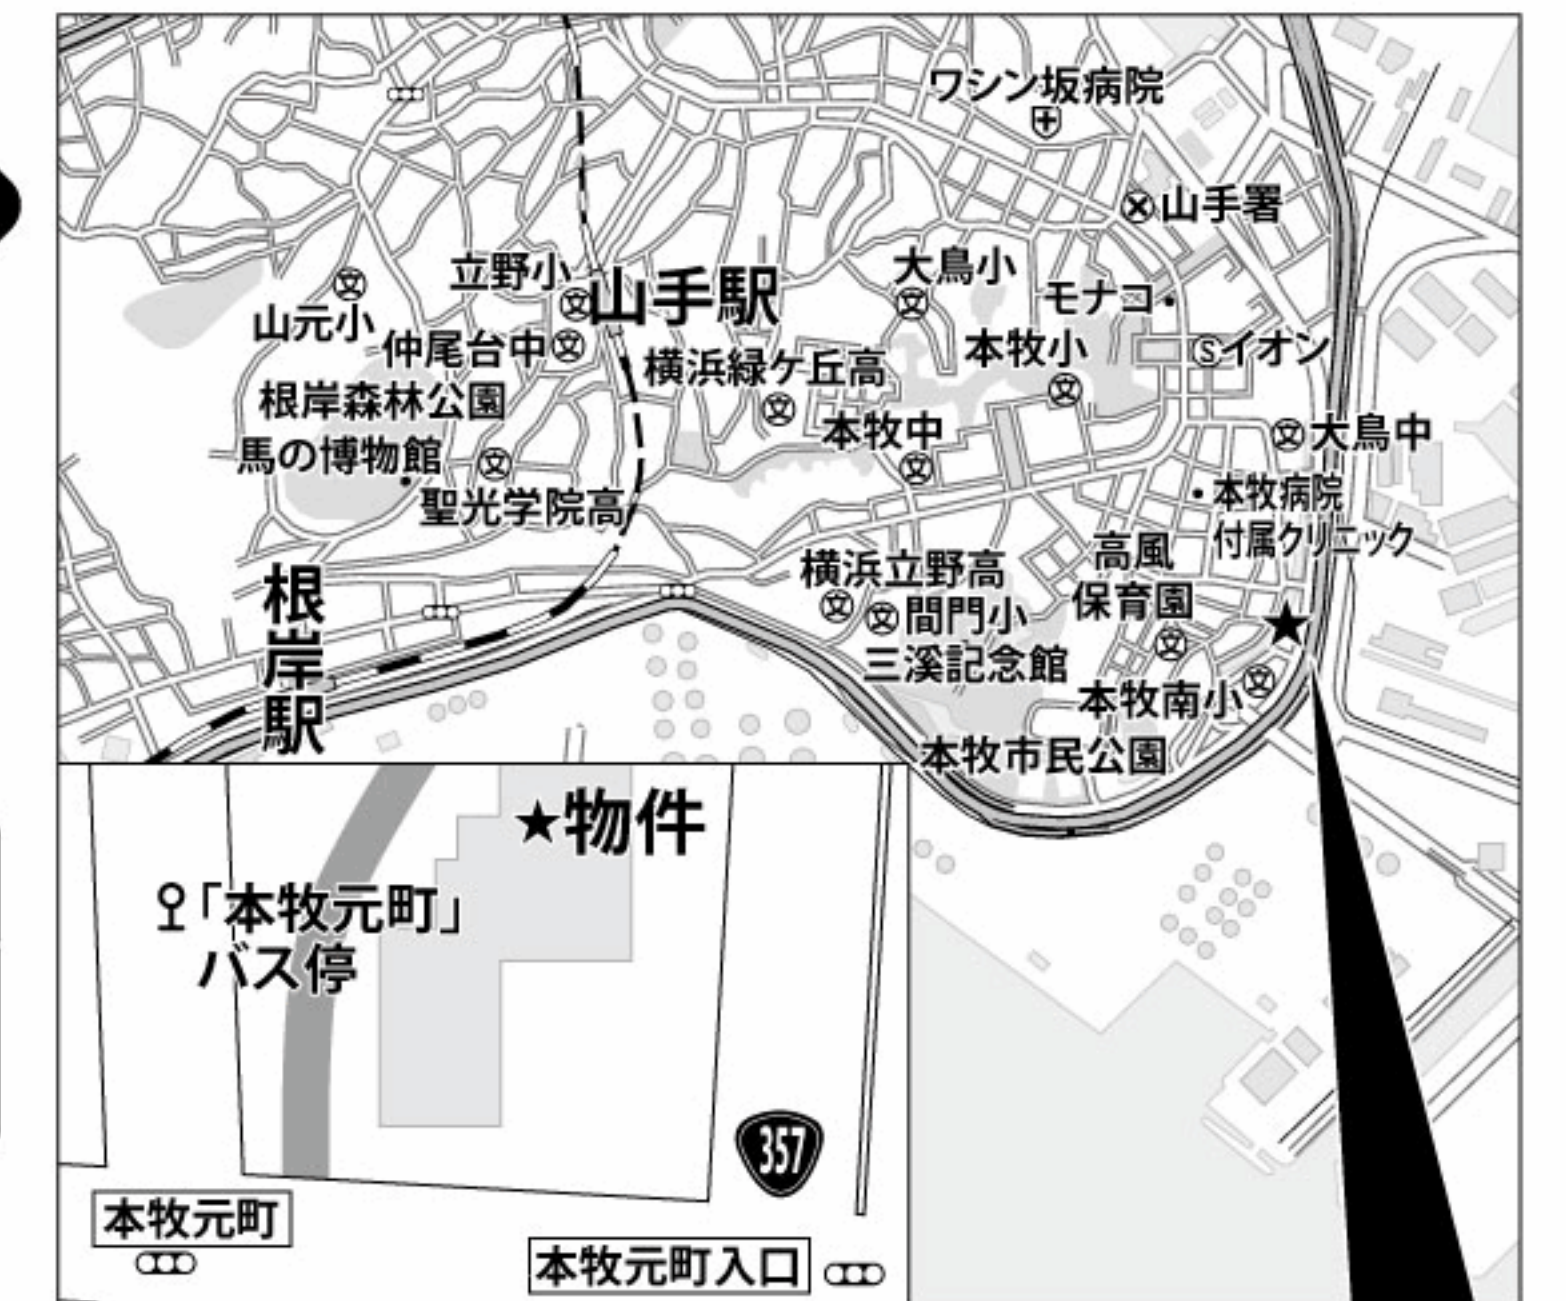 ワシン坂病院
山手署
立野小
山手駅
大鳥小
モナコ
山元小
仲尾台中
横浜緑ケ丘高
本牧小
Sイオン
根岸森林公園
本牧中
大鳥中
馬の博物館
聖光学院高
本牧病院
付属クリニック
根岸駅
横浜立野高
高風
保育園
間門小
三溪記念館
本牧南小
本牧市民公園
★物件
「本牧元町」
バス停
357
本牧元町
本牧元町入口